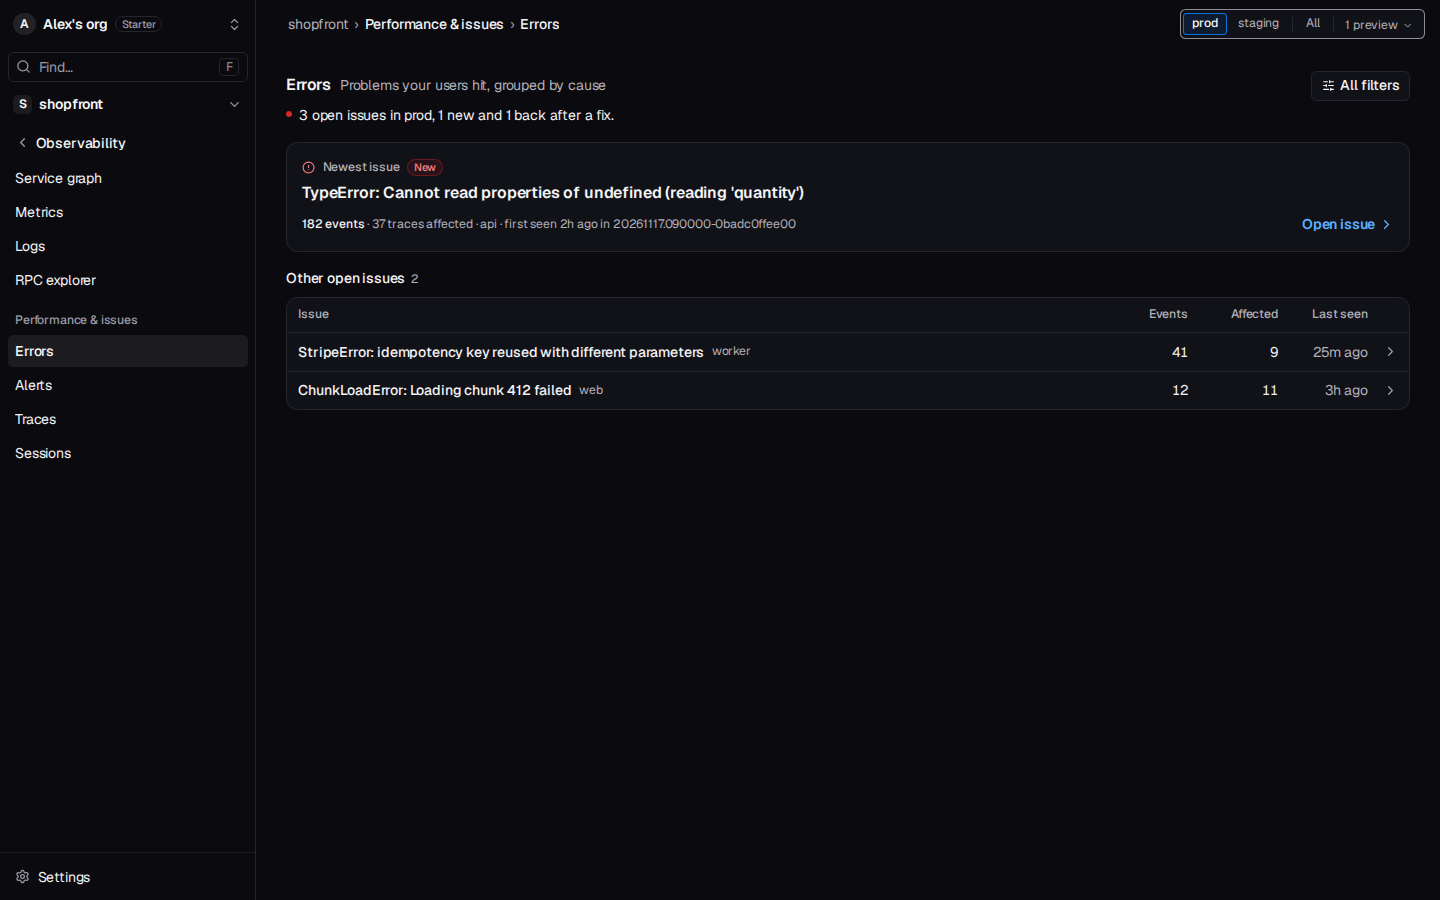 A Alex's org Starter
Find... F
S shopfront
Observability
Service graph
Metrics
Logs
RPC explorer
Performance & issues
Errors
Alerts
Traces
Sessions
Settings
shopfront › Performance & issues › Errors
prod staging All 1 preview
Errors Problems your users hit, grouped by cause
All filters
3 open issues in prod, 1 new and 1 back after a fix.
Newest issue New
TypeError: Cannot read properties of undefined (reading 'quantity')
182 events · 37 traces affected · api · first seen 2h ago in 20261117.090000-0badc0ffee00
Open issue
Other open issues 2
Issue Events Affected Last seen
StripeError: idempotency key reused with different parameters worker 41 9 25m ago
ChunkLoadError: Loading chunk 412 failed web 12 11 3h ago